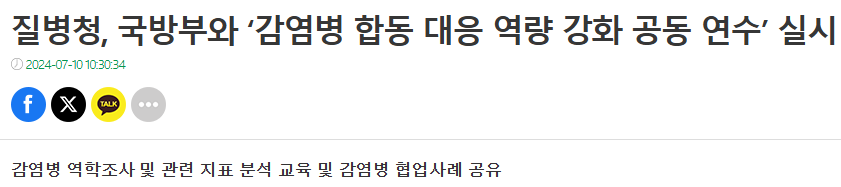 질병청, 국방부와 ‘감염병 합동 대응 역량 강화 공동 연수’ 실시
2024-07-10 10:30:34
f X TALK
감염병 역학조사 및 관련 지표 분석 교육 및 감염병 협업사례 공유